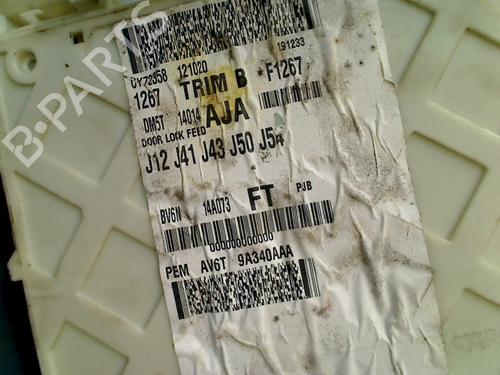 B-PARTS
191233
CY72358 121020
1267 TRIM B F1267
DM5T 14014 AJA
DOOR LOCK FEED
J12 J41 J43 J50 J54
BV6N 14A073 FT PJB
000000000000
PEM AV6T 9A340AAA